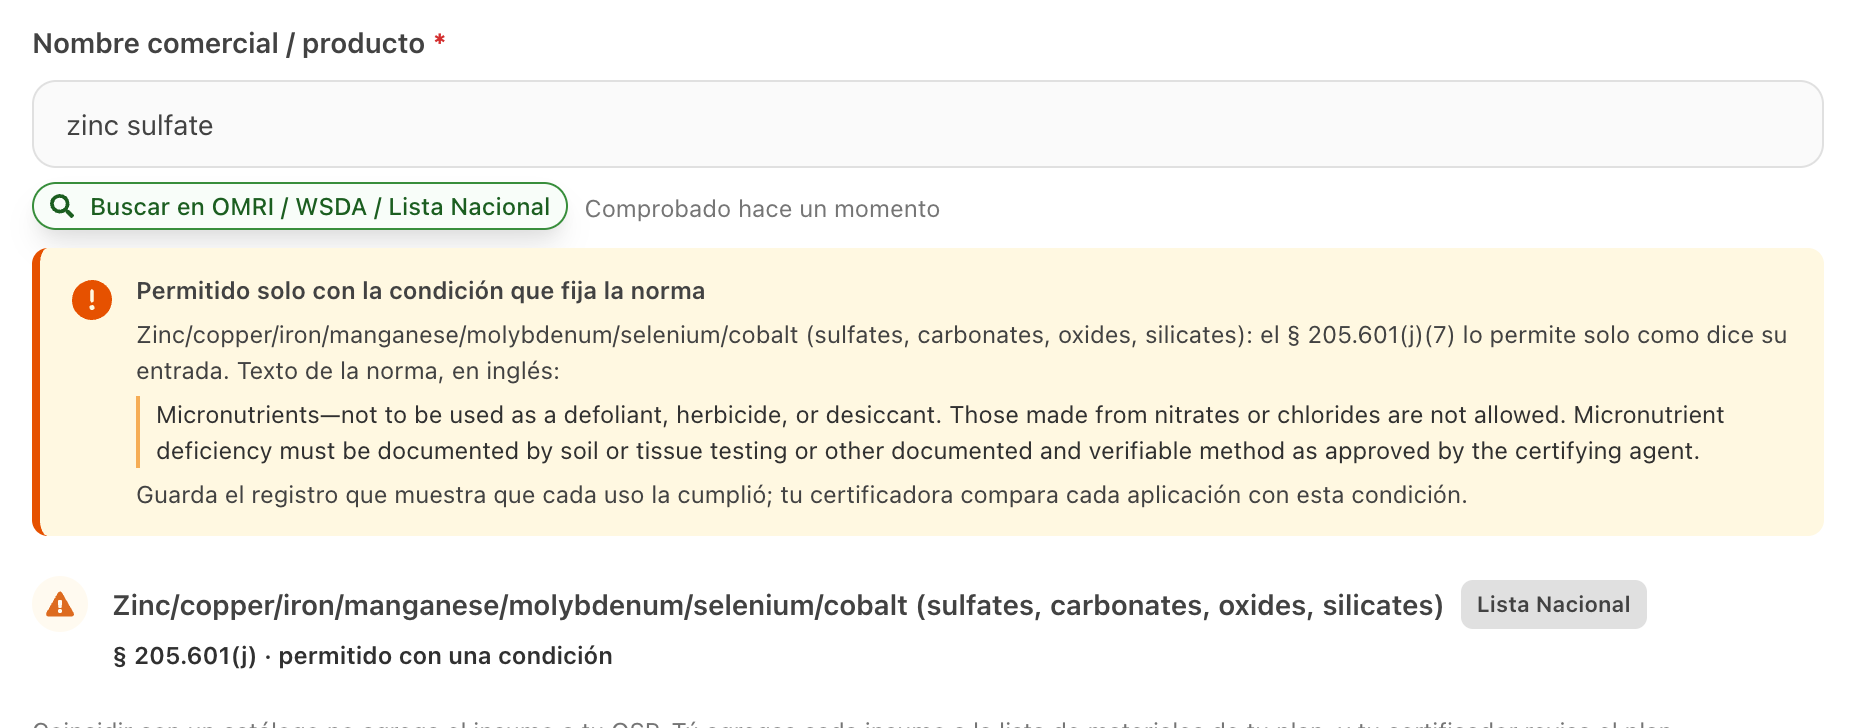 Nombre comercial / producto *
zinc sulfate
Buscar en OMRI / WSDA / Lista Nacional
Comprobado hace un momento
Permitido solo con la condición que fija la norma
Zinc/copper/iron/manganese/molybdenum/selenium/cobalt (sulfates, carbonates, oxides, silicates): el § 205.601(j)(7) lo permite solo como dice su
entrada. Texto de la norma, en inglés:
Micronutrients—not to be used as a defoliant, herbicide, or desiccant. Those made from nitrates or chlorides are not allowed. Micronutrient
deficiency must be documented by soil or tissue testing or other documented and verifiable method as approved by the certifying agent.
Guarda el registro que muestra que cada uso la cumplió; tu certificadora compara cada aplicación con esta condición.
Zinc/copper/iron/manganese/molybdenum/selenium/cobalt (sulfates, carbonates, oxides, silicates)
Lista Nacional
§ 205.601(j) · permitido con una condición